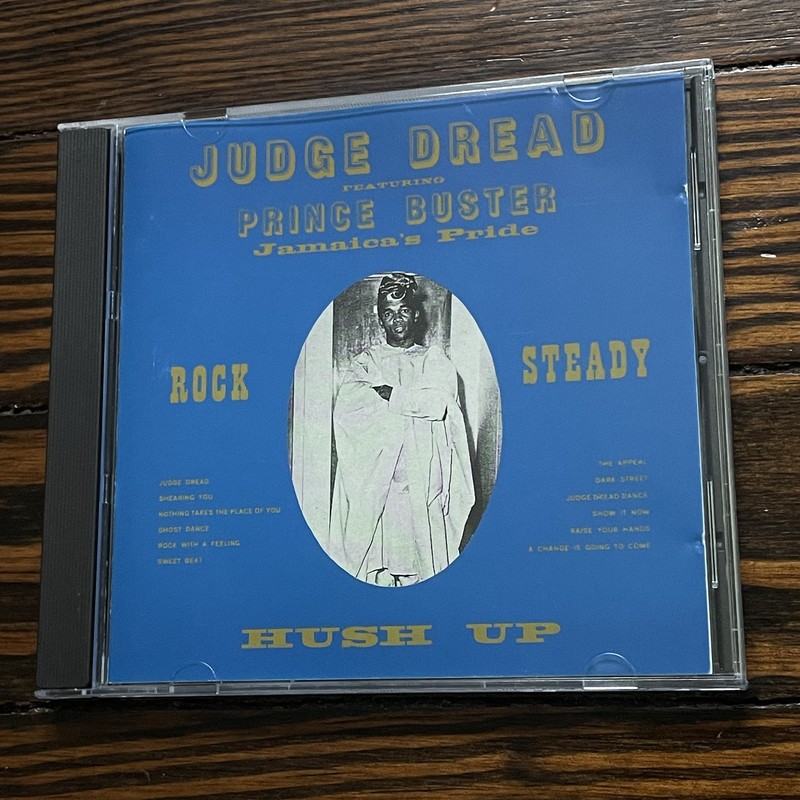 JUDGE DREAD
FEATURING
PRINCE BUSTER
Jamaica's Pride
ROCK STEADY
JUDGE DREAD
SHEARING YOU
NOTHING TAKES THE PLACE OF YOU
GHOST DANCE
ROCK WITH A FEELING
SWEET BEAT
THE APPEAL
DARK STREET
JUDGE DREAD DANCE
SHOW IT NOW
RAISE YOUR HANDS
A CHANGE IS GOING TO COME
HUSH UP